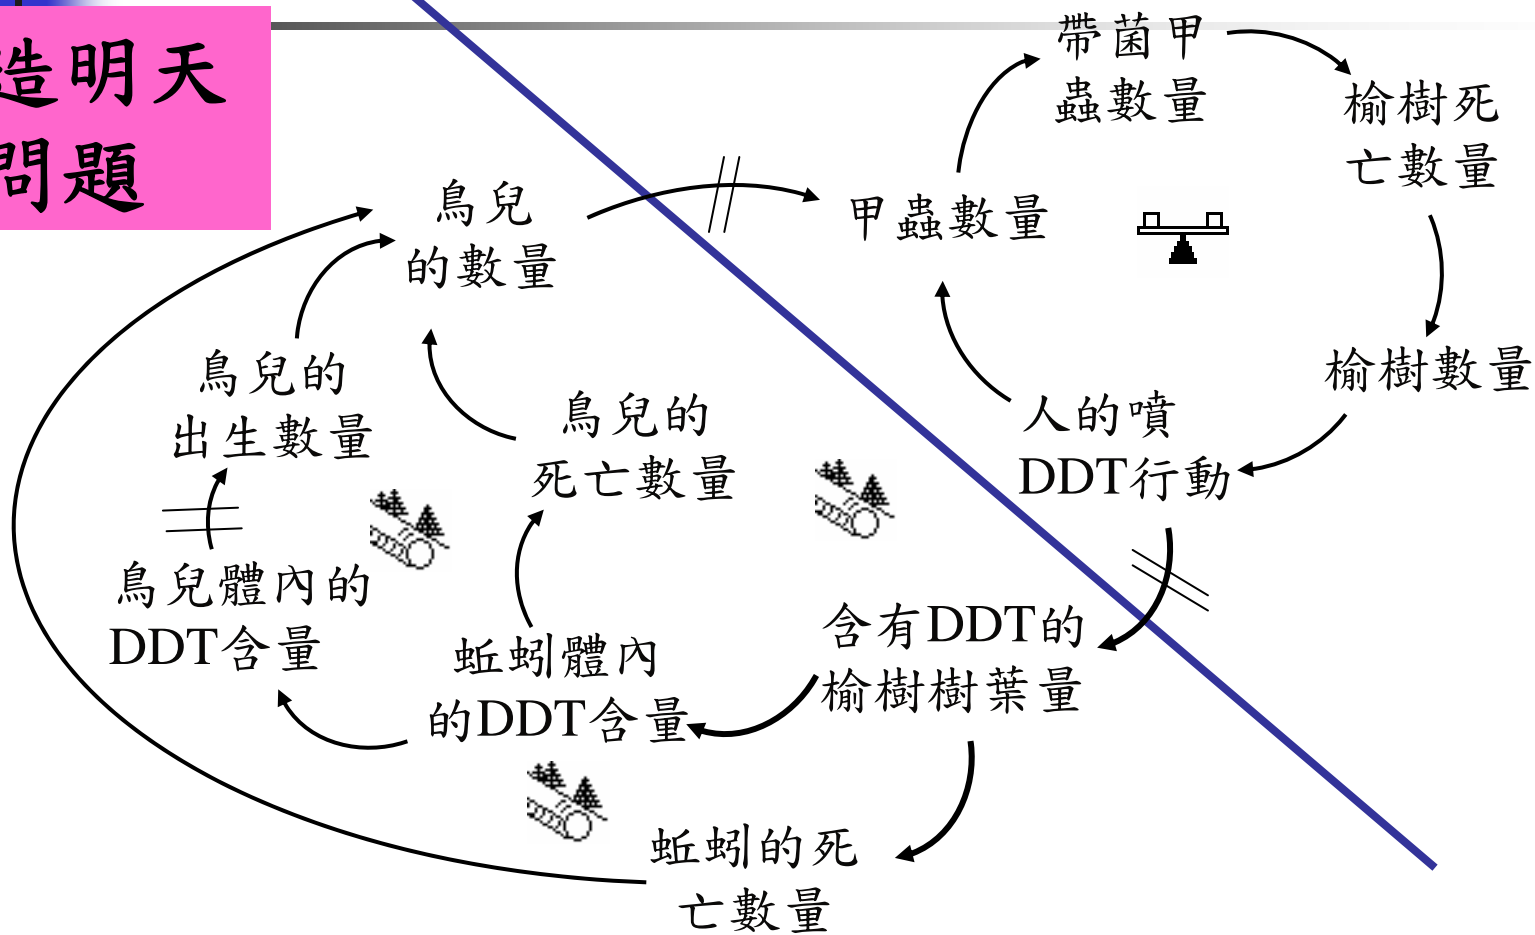 造明天
問題
帶菌甲
蟲數量
榆樹死
亡數量
鳥兒
的數量
甲蟲數量
榆樹數量
鳥兒的
出生數量
鳥兒的
死亡數量
人的噴
DDT行動
鳥兒體內的
DDT含量
蚯蚓體內
的DDT含量
含有DDT的
榆樹樹葉量
蚯蚓的死
亡數量